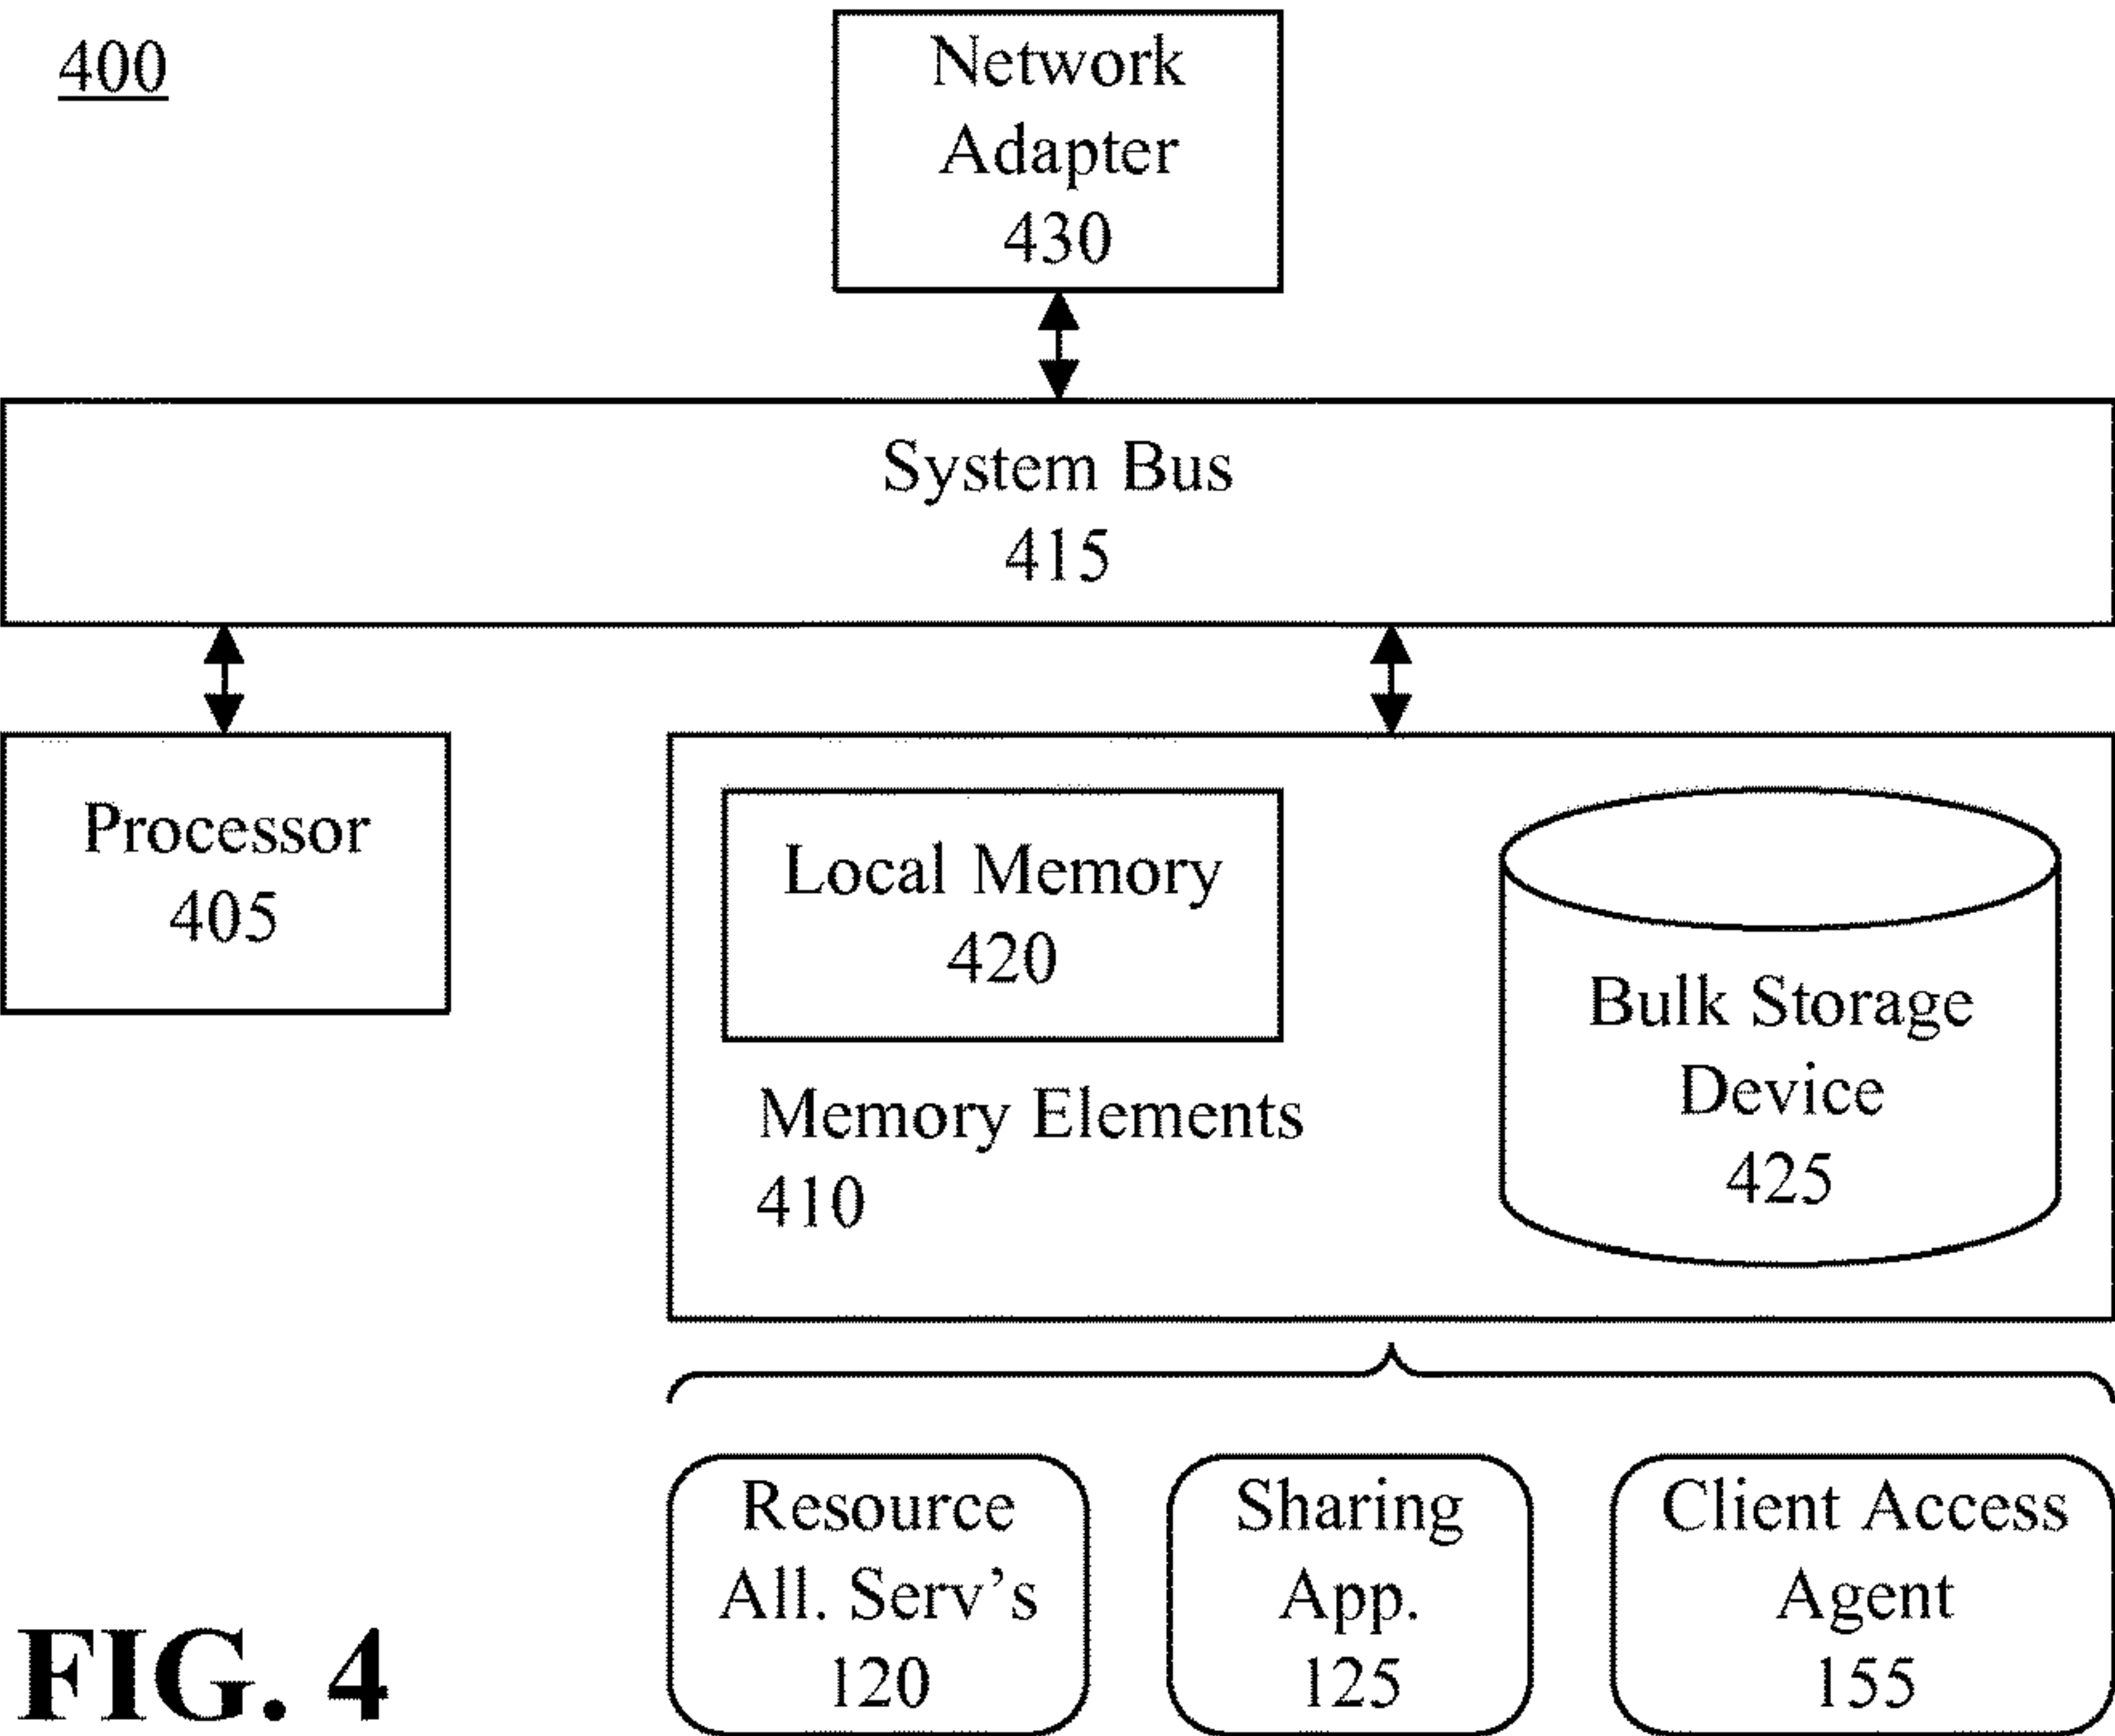 400
Network
Adapter
430
System Bus
415
Processor
405
Local Memory
420
Memory Elements
410
Bulk Storage
Device
425
Resource
All. Serv's
120
Sharing
App.
125
Client Access
Agent
155
FIG. 4